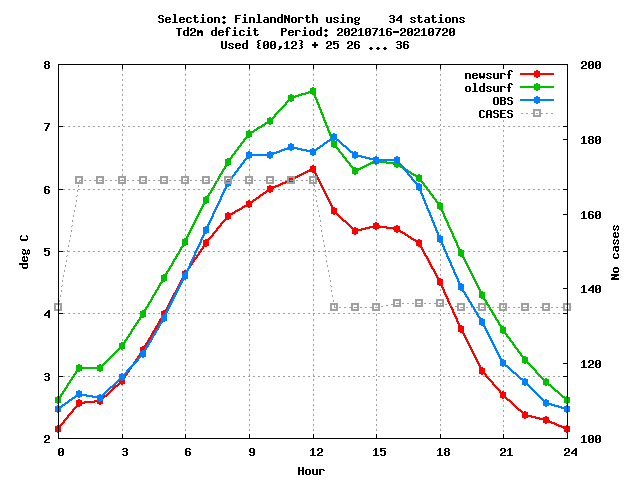 Selection: FinlandNorth using    34 stations
Td2m deficit   Period: 20210716-20210720
Used {00,12} + 25 26 ... 36
8 200
newsurf
oldsurf
OBS
CASES
7 180
6 160
deg C
No cases
5
4 140
3 120
2 100
0 3 6 9 12 15 18 21 24
Hour